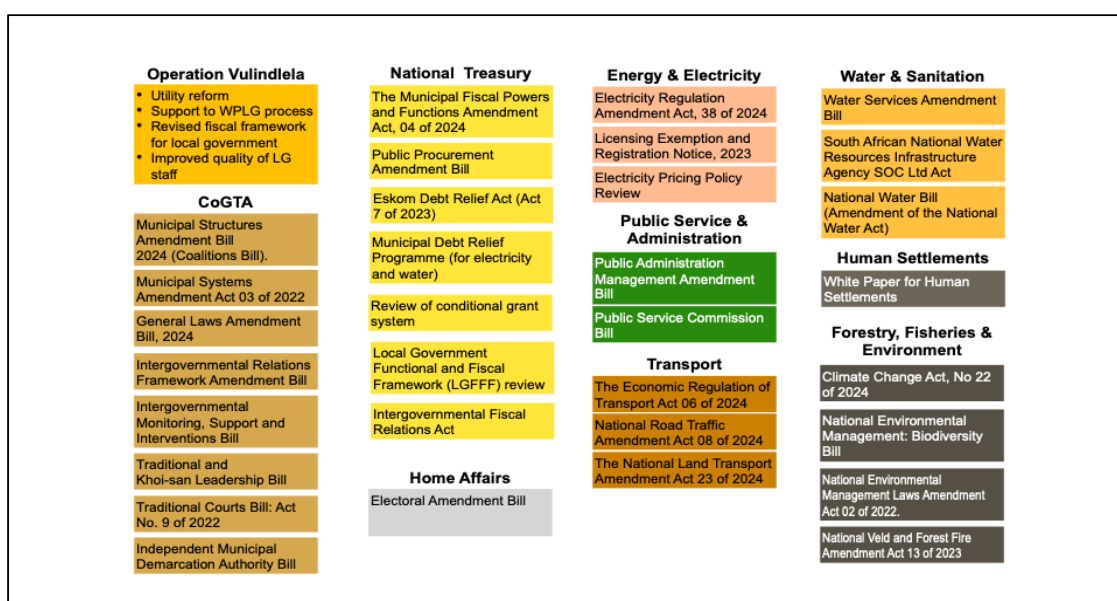 Operation Vulindlela
• Utility reform
• Support to WPLG process
• Revised fiscal framework
for local government
• Improved quality of LG
staff
CoGTA
Municipal Structures
Amendment Bill
2024 (Coalitions Bill).
Municipal Systems
Amendment Act 03 of 2022
General Laws Amendment
Bill, 2024
Intergovernmental Relations
Framework Amendment Bill
Intergovernmental
Monitoring, Support and
Interventions Bill
Traditional and
Khoi-san Leadership Bill
Traditional Courts Bill: Act
No. 9 of 2022
Independent Municipal
Demarcation Authority Bill
National Treasury
The Municipal Fiscal Powers
and Functions Amendment
Act, 04 of 2024
Public Procurement
Amendment Bill
Eskom Debt Relief Act (Act
7 of 2023)
Municipal Debt Relief
Programme (for electricity
and water)
Review of conditional grant
system
Local Government
Functional and Fiscal
Framework (LGFFF) review
Intergovernmental Fiscal
Relations Act
Home Affairs
Electoral Amendment Bill
Energy & Electricity
Electricity Regulation
Amendment Act, 38 of 2024
Licensing Exemption and
Registration Notice, 2023
Electricity Pricing Policy
Review
Public Service &
Administration
Public Administration
Management Amendment
Bill
Public Service Commission
Bill
Transport
The Economic Regulation of
Transport Act 06 of 2024
National Road Traffic
Amendment Act 08 of 2024
The National Land Transport
Amendment Act 23 of 2024
Water & Sanitation
Water Services Amendment
Bill
South African National Water
Resources Infrastructure
Agency SOC Ltd Act
National Water Bill
(Amendment of the National
Water Act)
Human Settlements
White Paper for Human
Settlements
Forestry, Fisheries &
Environment
Climate Change Act, No 22
of 2024
National Environmental
Management: Biodiversity
Bill
National Environmental
Management Laws Amendment
Act 02 of 2022.
National Veld and Forest Fire
Amendment Act 13 of 2023